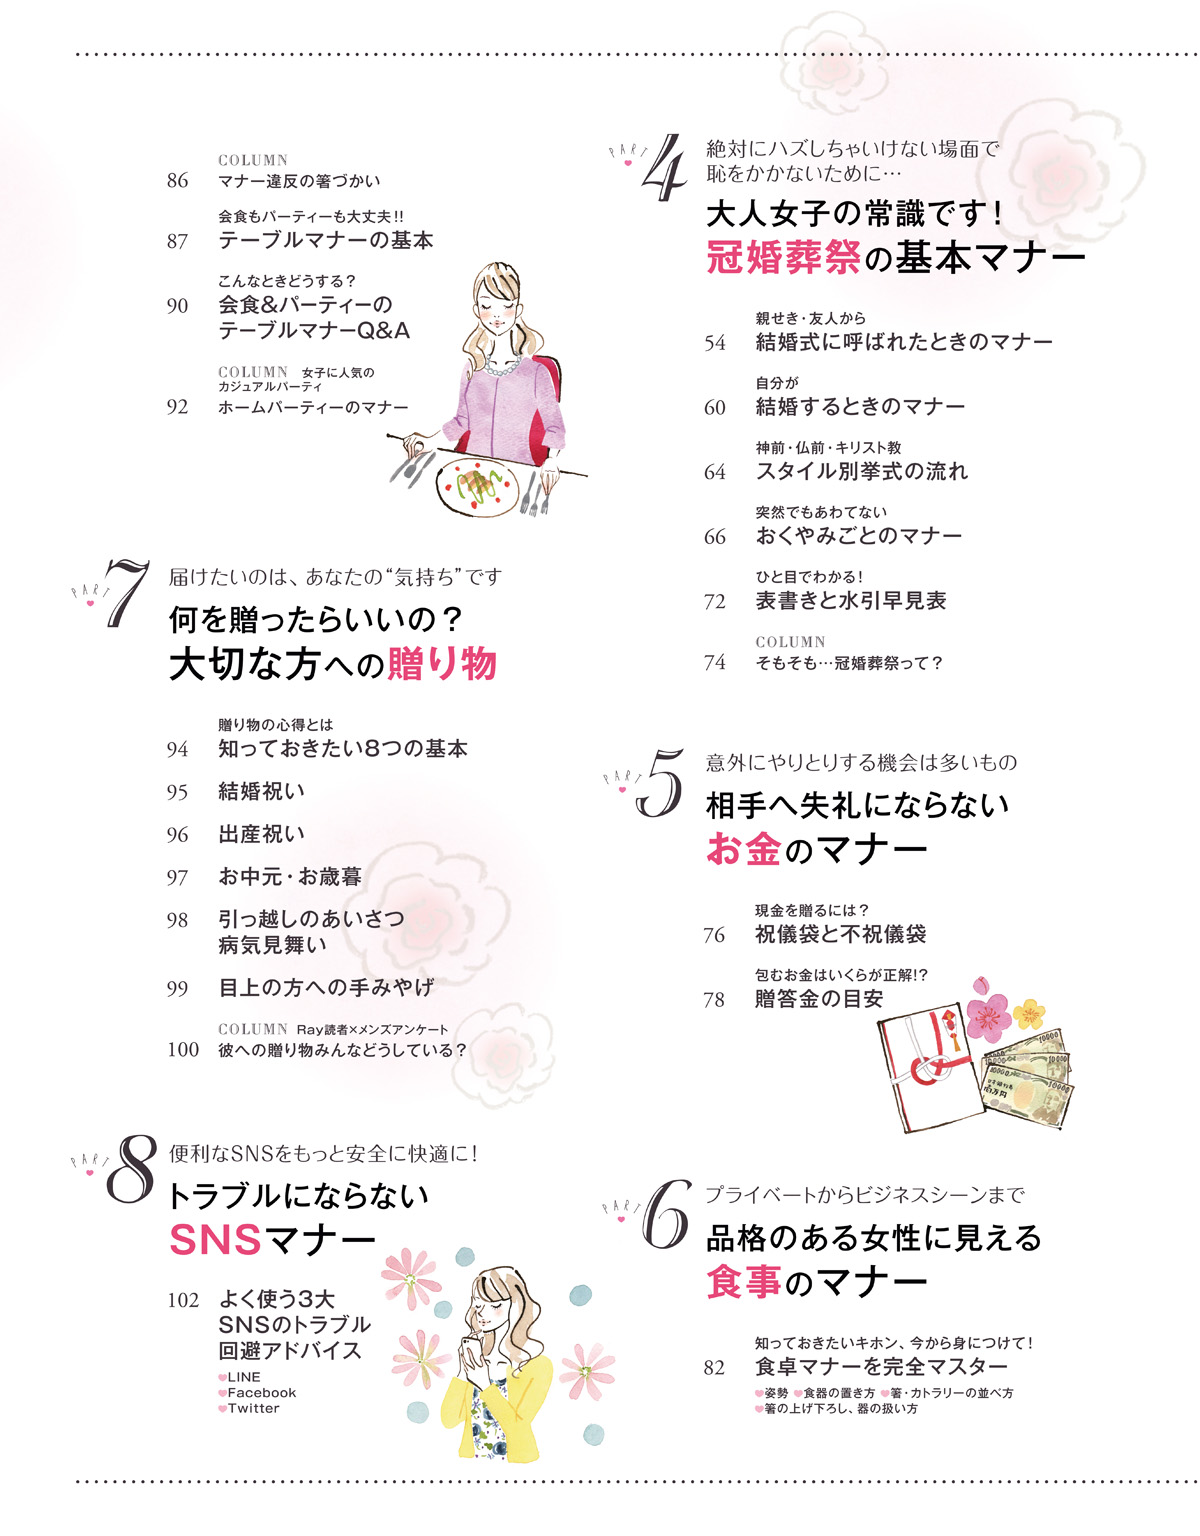 PART 4
絶対にハズしちゃいけない場面で
恥をかかないために…
大人女子の常識です！
冠婚葬祭の基本マナー
親せき・友人から
54 結婚式に呼ばれたときのマナー
自分が
60 結婚するときのマナー
神前・仏前・キリスト教
64 スタイル別挙式の流れ
突然でもあわてない
66 おくやみごとのマナー
ひと目でわかる！
72 表書きと水引早見表
COLUMN
74 そもそも…冠婚葬祭って？
PART 5
意外にやりとりする機会は多いもの
相手へ失礼にならない
お金のマナー
現金を贈るには？
76 祝儀袋と不祝儀袋
包むお金はいくらが正解!?
78 贈答金の目安
10000
10000
10000
10000
壱万円
PART 6
プライベートからビジネスシーンまで
品格のある女性に見える
食事のマナー
知っておきたいキホン、今から身につけて！
82 食卓マナーを完全マスター
♥姿勢 ♥食器の置き方 ♥箸・カトラリーの並べ方
♥箸の上げ下ろし、器の扱い方
COLUMN
86 マナー違反の箸づかい
会食もパーティーも大丈夫!!
87 テーブルマナーの基本
こんなときどうする？
90 会食&パーティーの
テーブルマナーQ&A
COLUMN 女子に人気の
カジュアルパーティ
92 ホームパーティーのマナー
PART 7
届けたいのは、あなたの“気持ち”です
何を贈ったらいいの？
大切な方への贈り物
贈り物の心得とは
94 知っておきたい8つの基本
95 結婚祝い
96 出産祝い
97 お中元・お歳暮
98 引っ越しのあいさつ
病気見舞い
99 目上の方への手みやげ
COLUMN Ray読者×メンズアンケート
100 彼への贈り物みんなどうしている？
PART 8
便利なSNSをもっと安全に快適に！
トラブルにならない
SNSマナー
102 よく使う3大
SNSのトラブル
回避アドバイス
♥LINE
♥Facebook
♥Twitter